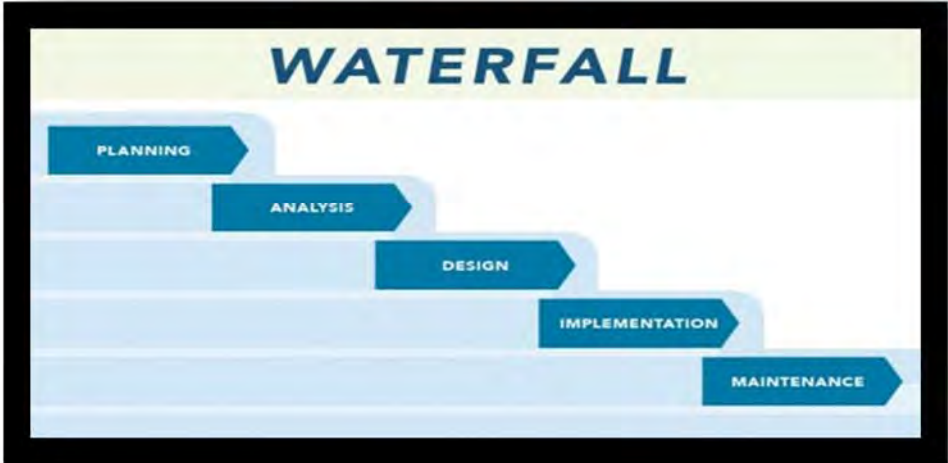 WATERFALL
PLANNING
ANALYSIS
DESIGN
IMPLEMENTATION
MAINTENANCE